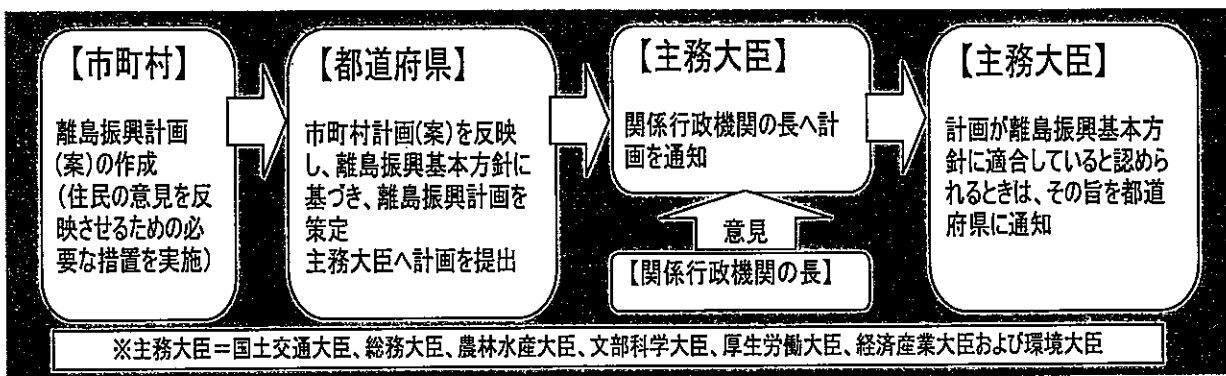 【市町村】
離島振興計画
(案)の作成
(住民の意見を反
映させるための必
要な措置を実施)
【都道府県】
市町村計画(案)を反映
し、離島振興基本方針に
基づき、離島振興計画を
策定
主務大臣へ計画を提出
【主務大臣】
関係行政機関の長へ計
画を通知
意見
【関係行政機関の長】
【主務大臣】
計画が離島振興基本方
針に適合していると認めら
れるときは、その旨を都道
府県に通知
※主務大臣＝国土交通大臣、総務大臣、農林水産大臣、文部科学大臣、厚生労働大臣、経済産業大臣および環境大臣